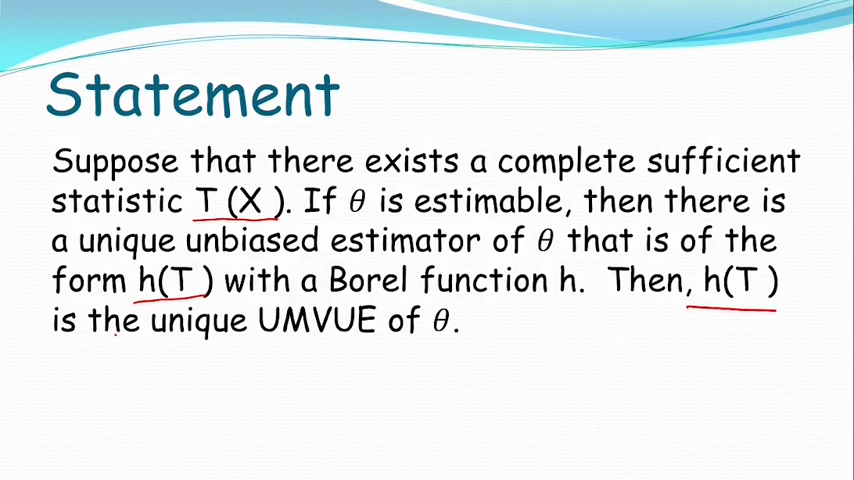 Statement
Suppose that there exists a complete sufficient
statistic T (X ). If θ is estimable, then there is
a unique unbiased estimator of θ that is of the
form h(T ) with a Borel function h. Then, h(T )
is the unique UMVUE of θ.